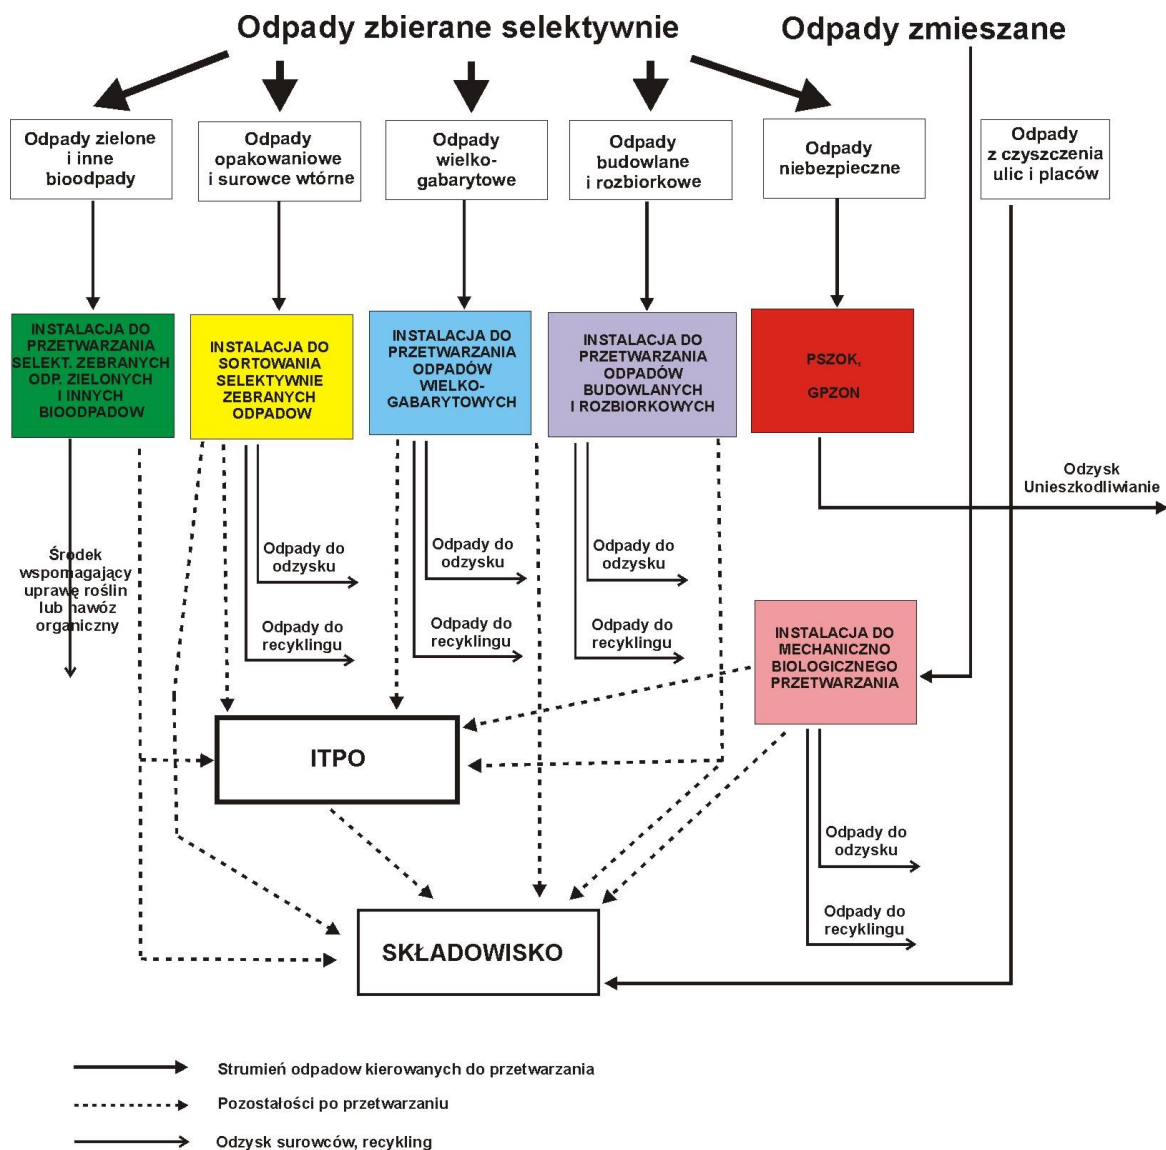 Odpady zbierane selektywnie
Odpady zmieszane
Odpady zielone
i inne
bioodpady
Odpady
opakowaniowe
i surowce wtórne
Odpady
wielko-
gabarytowe
Odpady
budowlane
i rozbiorkowe
Odpady
niebezpieczne
Odpady
z czyszczenia
ulic i placów
INSTALACJA DO
PRZETWARZANIA
SELEKT. ZEBRANYCH
ODP. ZIELONYCH
I INNYCH
BIOODPADOW
INSTALACJA DO
SORTOWANIA
SELEKTYWNIE
ZEBRANYCH
ODPADOW
INSTALACJA DO
PRZETWARZANIA
ODPADÓW
WIELKO-
GABARYTOWYCH
INSTALACJA DO
PRZETWARZANIA
ODPADÓW
BUDOWLANYCH
I ROZBIORKOWYCH
PSZOK,
GPZON
Odzysk
Unieszkodliwianie
Środek
wspomagający
uprawę roślin
lub nawóz
organiczny
Odpady do
odzysku
Odpady do
recyklingu
Odpady do
odzysku
Odpady do
recyklingu
Odpady do
odzysku
Odpady do
recyklingu
INSTALACJA DO
MECHANICZNO
BIOLOGICZNEGO
PRZETWARZANIA
ITPO
Odpady do
odzysku
Odpady do
recyklingu
SKŁADOWISKO
Strumień odpadow kierowanych do przetwarzania
Pozostałości po przetwarzaniu
Odzysk surowców, recykling